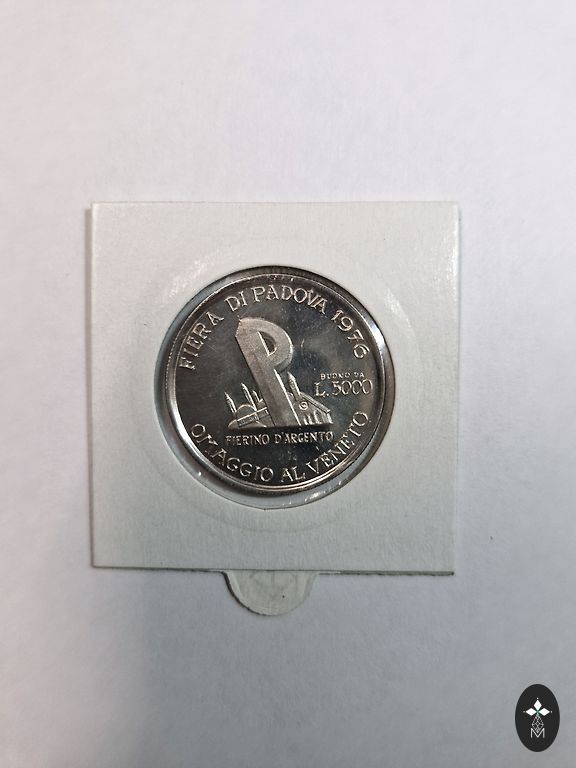 FIERA DI PADOVA 1976
P
BUONO DA
L. 5000
FIERINO D'ARGENTO
OMAGGIO AL VENETO
M